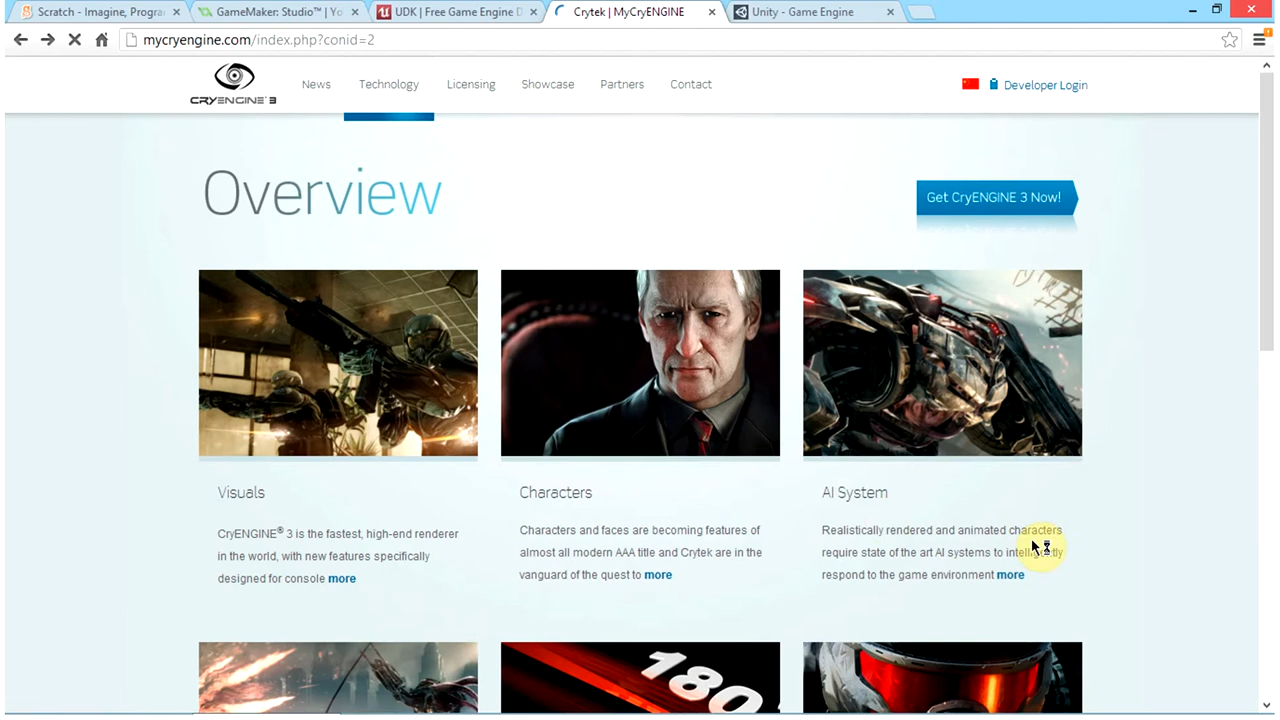 Scratch - Imagine, Program
GameMaker: Studio™ | Yo
UDK | Free Game Engine D
Crytek | MyCryENGINE
Unity - Game Engine
mycryengine.com/index.php?conid=2
CRYENGINE 3
News
Technology
Licensing
Showcase
Partners
Contact
Developer Login
Overview
Get CryENGINE 3 Now!
Visuals
CryENGINE® 3 is the fastest, high-end renderer
in the world, with new features specifically
designed for console more
Characters
Characters and faces are becoming features of
almost all modern AAA title and Crytek are in the
vanguard of the quest to more
AI System
Realistically rendered and animated characters
require state of the art AI systems to intelligently
respond to the game environment more
180